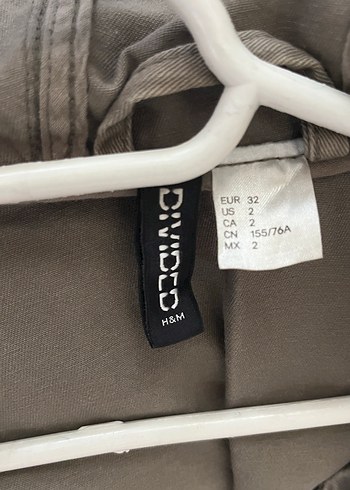 DIVIDED
H&M
EUR 32
US 2
CA 2
CN 155/76A
MX 2